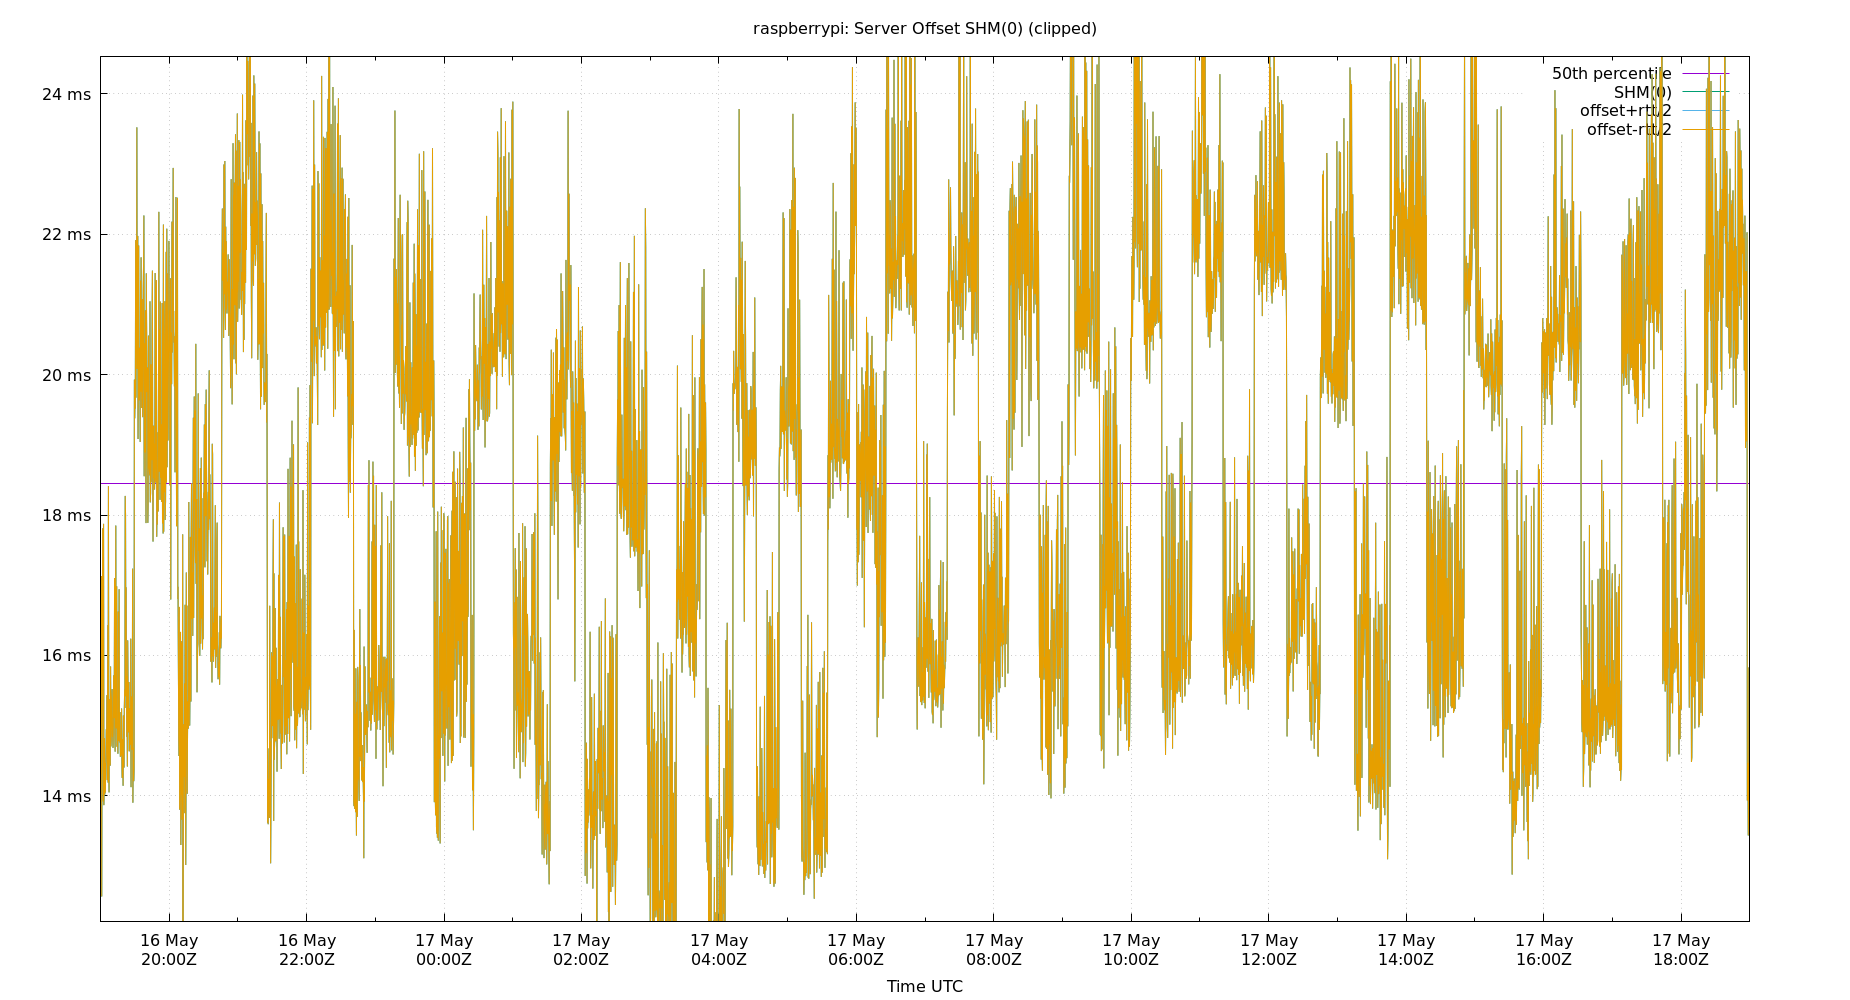 raspberrypi: Server Offset SHM(0) (clipped)
50th percentile
SHM(0)
offset+rtt/2
offset-rtt/2
24 ms
22 ms
20 ms
18 ms
16 ms
14 ms
16 May 16 May 17 May 17 May 17 May 17 May 17 May 17 May 17 May 17 May 17 May 17 May
20:00Z 22:00Z 00:00Z 02:00Z 04:00Z 06:00Z 08:00Z 10:00Z 12:00Z 14:00Z 16:00Z 18:00Z
Time UTC